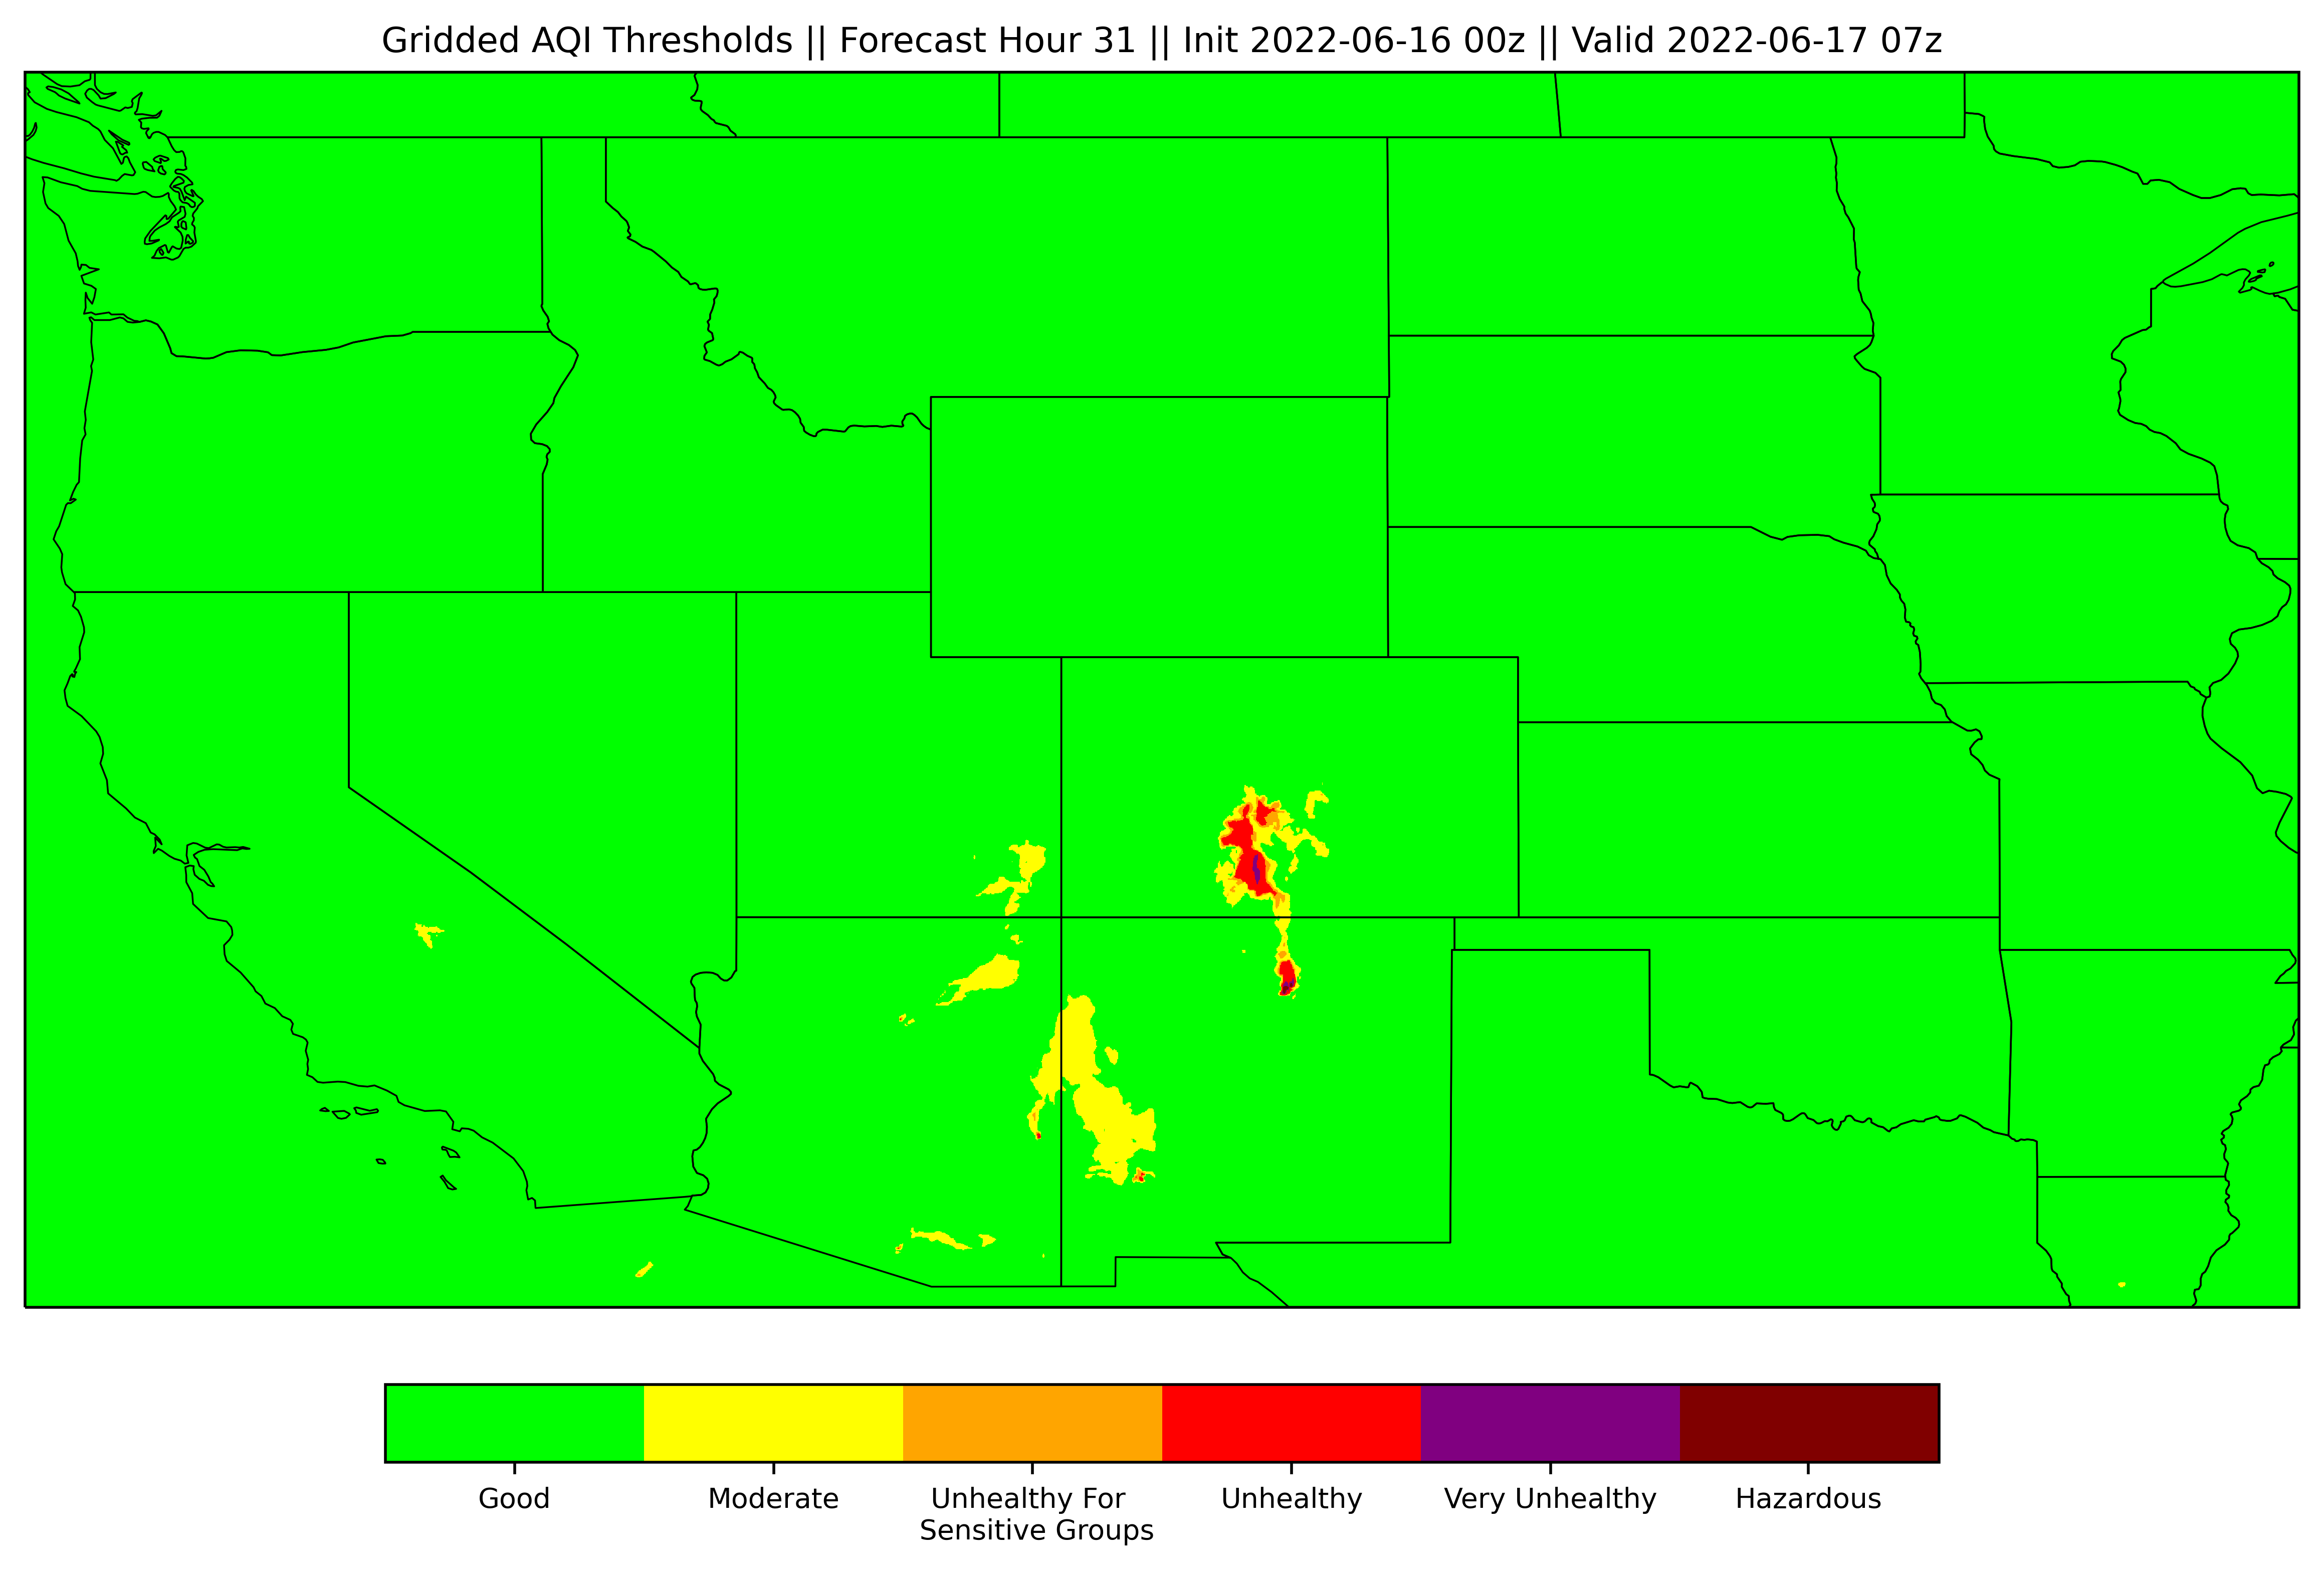 Gridded AQI Thresholds || Forecast Hour 31 || Init 2022-06-16 00z || Valid 2022-06-17 07z
Good
Moderate
Unhealthy For
Sensitive Groups
Unhealthy
Very Unhealthy
Hazardous